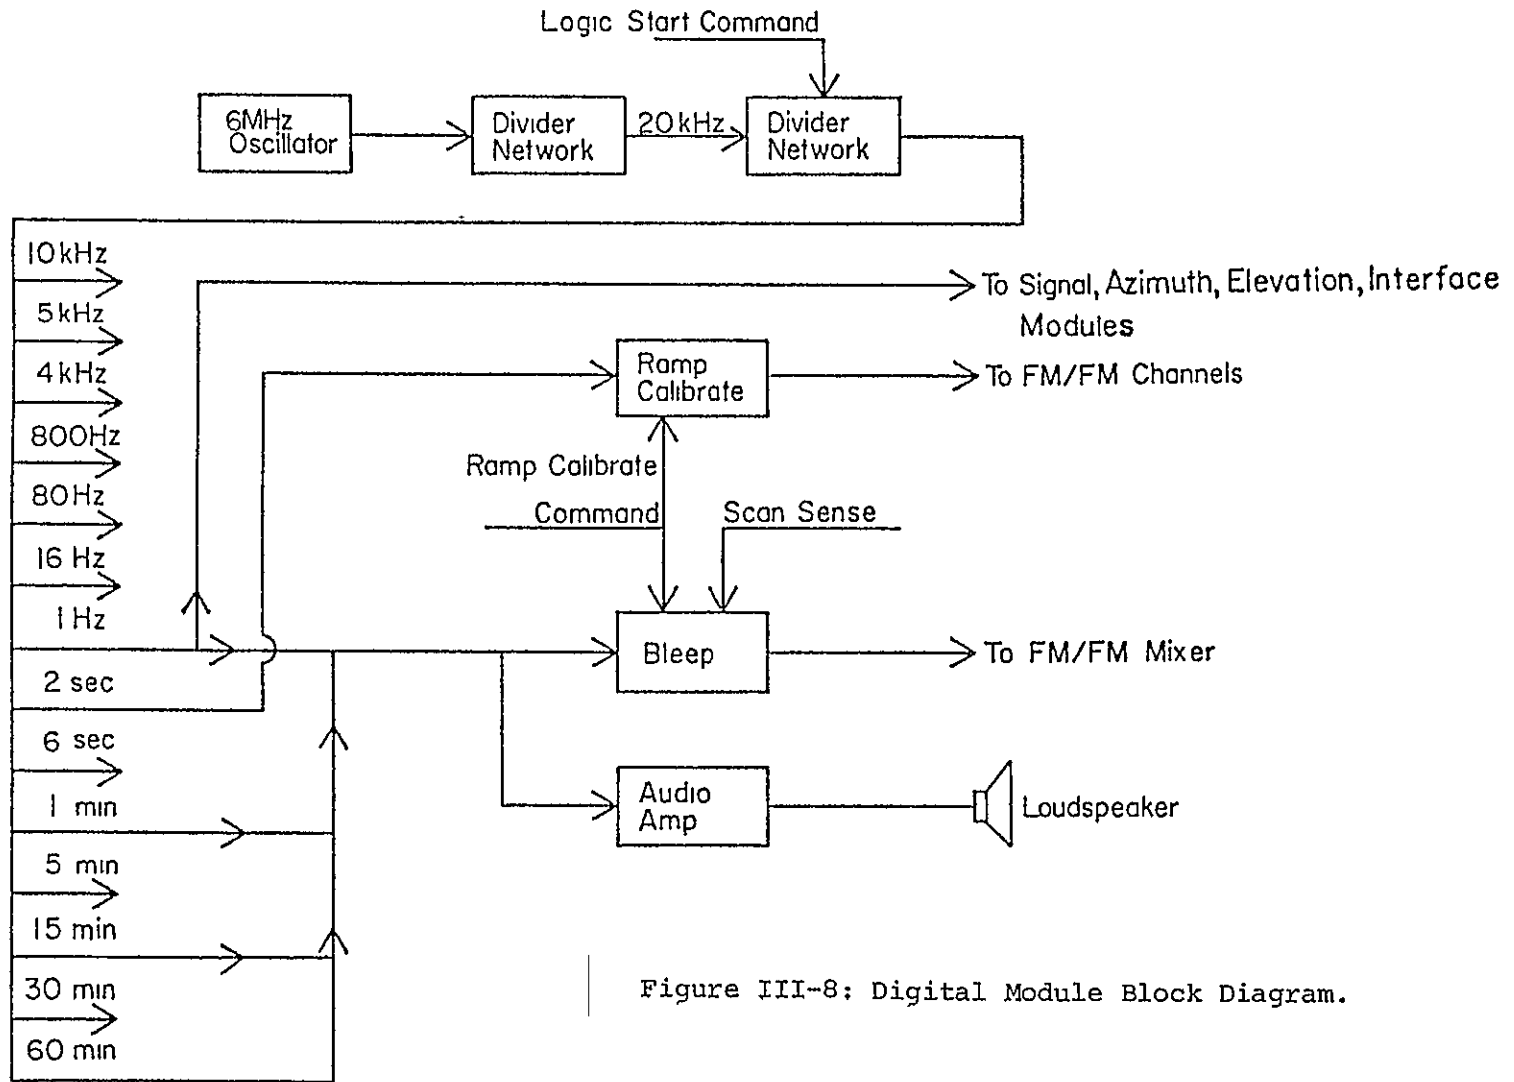 Logic Start Command
6MHz
Oscillator
Divider
Network
20kHz
Divider
Network
10kHz
5kHz
4kHz
800Hz
80Hz
16 Hz
1 Hz
2 sec
6 sec
1 min
5 min
15 min
30 min
60 min
To Signal, Azimuth, Elevation, Interface
Modules
Ramp
Calibrate
To FM/FM Channels
Ramp Calibrate
Command
Scan Sense
Bleep
To FM/FM Mixer
Audio
Amp
Loudspeaker
Figure III-8: Digital Module Block Diagram.